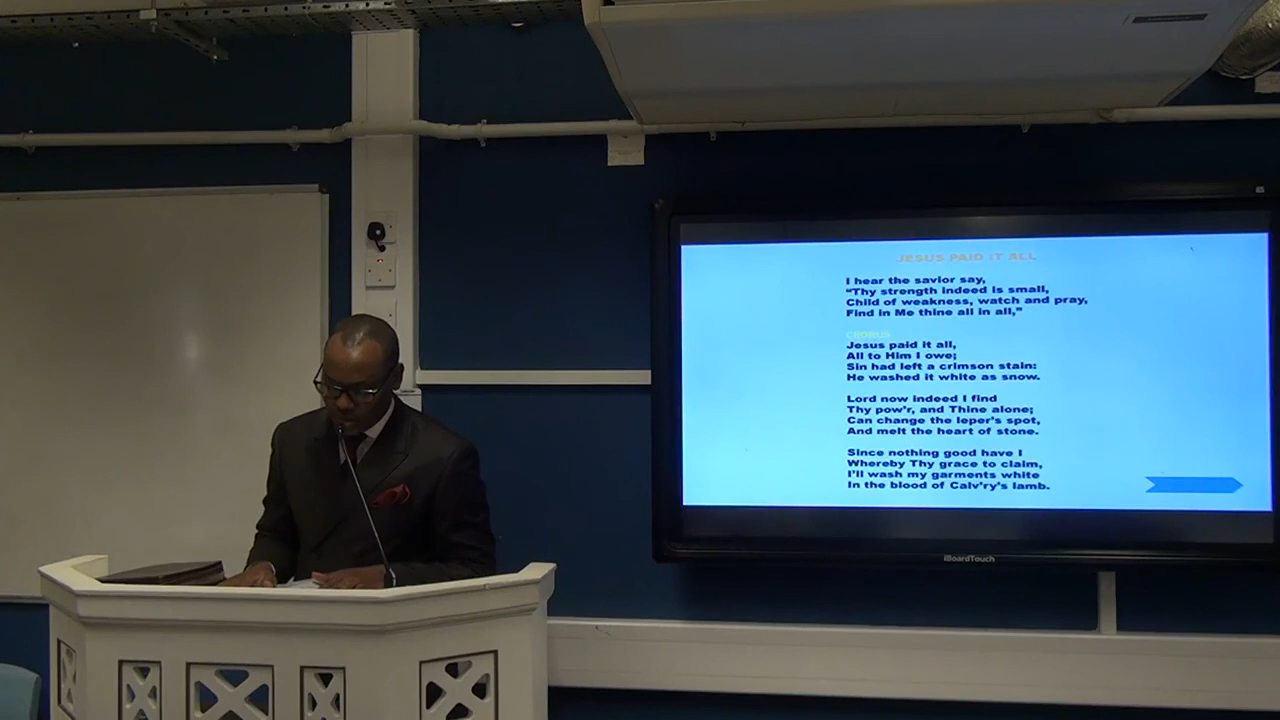 JESUS PAID IT ALL
I hear the savior say,
“Thy strength indeed is small,
Child of weakness, watch and pray,
Find in Me thine all in all,”
CHORUS
Jesus paid it all,
All to Him I owe;
Sin had left a crimson stain:
He washed it white as snow.
Lord now indeed I find
Thy pow'r, and Thine alone;
Can change the leper's spot,
And melt the heart of stone.
Since nothing good have I
Whereby Thy grace to claim,
I'll wash my garments white
In the blood of Calv'ry's lamb.
iBoardTouch